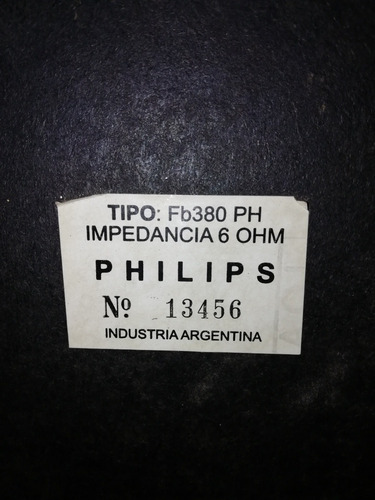 TIPO: Fb380 PH
IMPEDANCIA 6 OHM
PHILIPS
Nº 13456
INDUSTRIA ARGENTINA